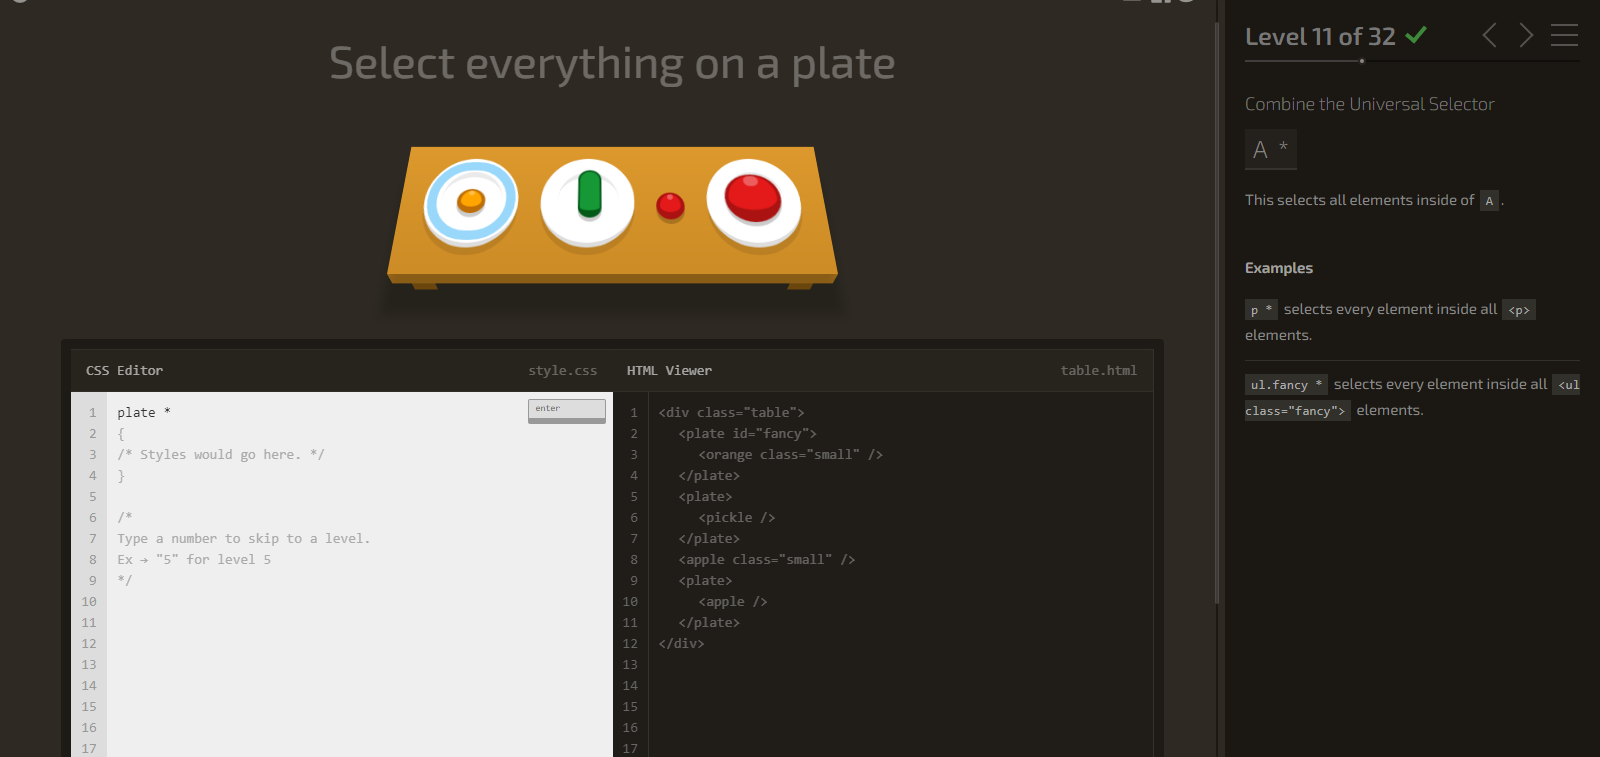 Select everything on a plate
CSS Editor
style.css
1
2
3
4
5
6
7
8
9
10
11
12
13
14
15
16
17
plate *
{
/* Styles would go here. */
}
/*
Type a number to skip to a level.
Ex → "5" for level 5
*/
enter
HTML Viewer
table.html
1
2
3
4
5
6
7
8
9
10
11
12
13
14
15
16
17
<div class="table">
<plate id="fancy">
<orange class="small" />
</plate>
<plate>
<pickle />
</plate>
<apple class="small" />
<plate>
<apple />
</plate>
</div>
Level 11 of 32
Combine the Universal Selector
A *
This selects all elements inside of A .
Examples
p * selects every element inside all <p>
elements.
ul.fancy * selects every element inside all <ul
class="fancy"> elements.